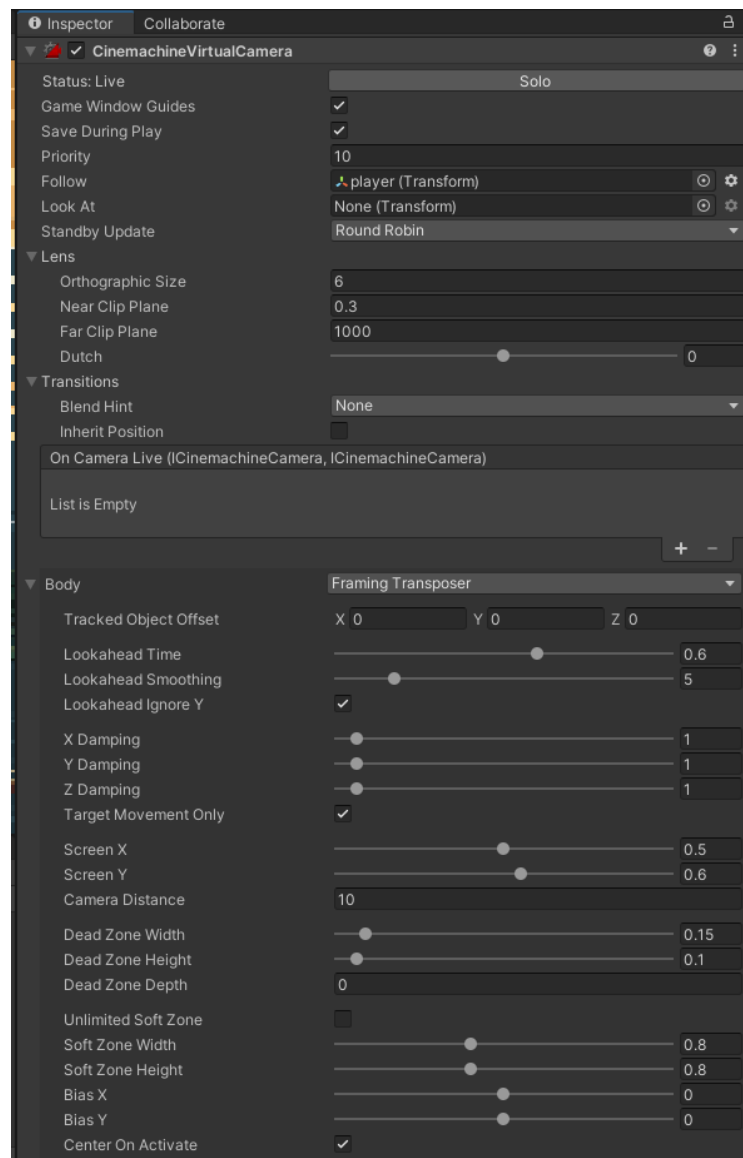 Inspector Collaborate
CinemachineVirtualCamera
Status: Live Solo
Game Window Guides
Save During Play
Priority 10
Follow player (Transform)
Look At None (Transform)
Standby Update Round Robin
Lens
Orthographic Size 6
Near Clip Plane 0.3
Far Clip Plane 1000
Dutch 0
Transitions
Blend Hint None
Inherit Position
On Camera Live (ICinemachineCamera, ICinemachineCamera)
List is Empty
+ −
Body Framing Transposer
Tracked Object Offset X 0 Y 0 Z 0
Lookahead Time 0.6
Lookahead Smoothing 5
Lookahead Ignore Y
X Damping 1
Y Damping 1
Z Damping 1
Target Movement Only
Screen X 0.5
Screen Y 0.6
Camera Distance 10
Dead Zone Width 0.15
Dead Zone Height 0.1
Dead Zone Depth 0
Unlimited Soft Zone
Soft Zone Width 0.8
Soft Zone Height 0.8
Bias X 0
Bias Y 0
Center On Activate